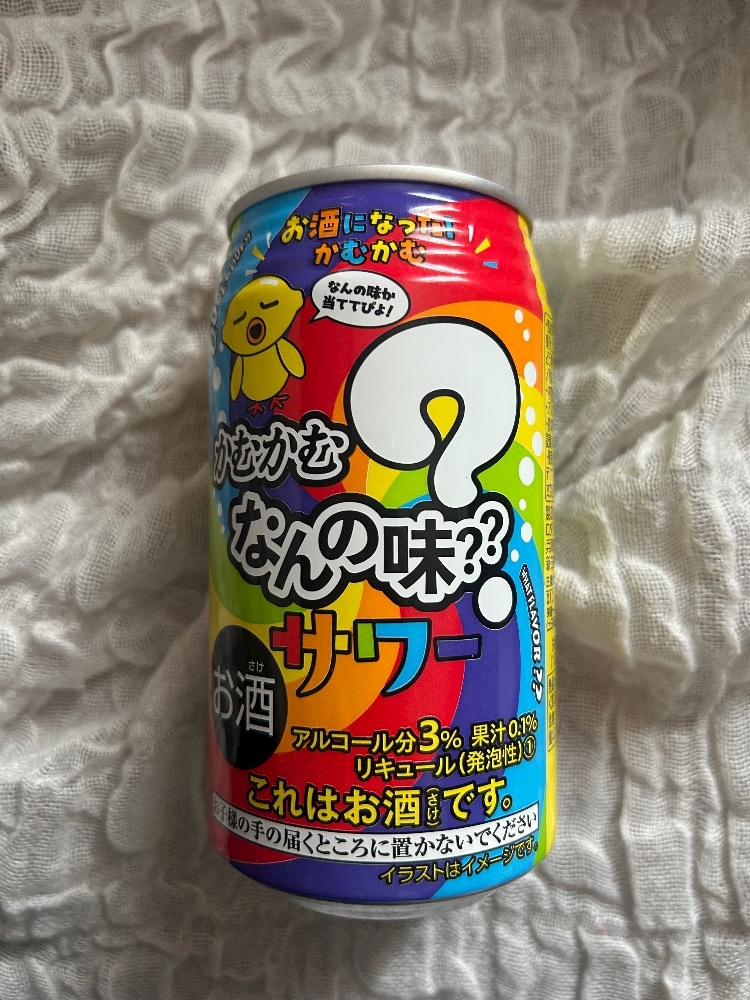 お酒になった!
かむかむ
なんの味か
当ててぴよ!
かむかむ
なんの味??
サワー
WHAT FLAVOR??
さけ
お酒
アルコール分3% 果汁0.1%
リキュール(発泡性)①
これはお酒(さけ)です。
お子様の手の届くところに置かないでください
イラストはイメージです。